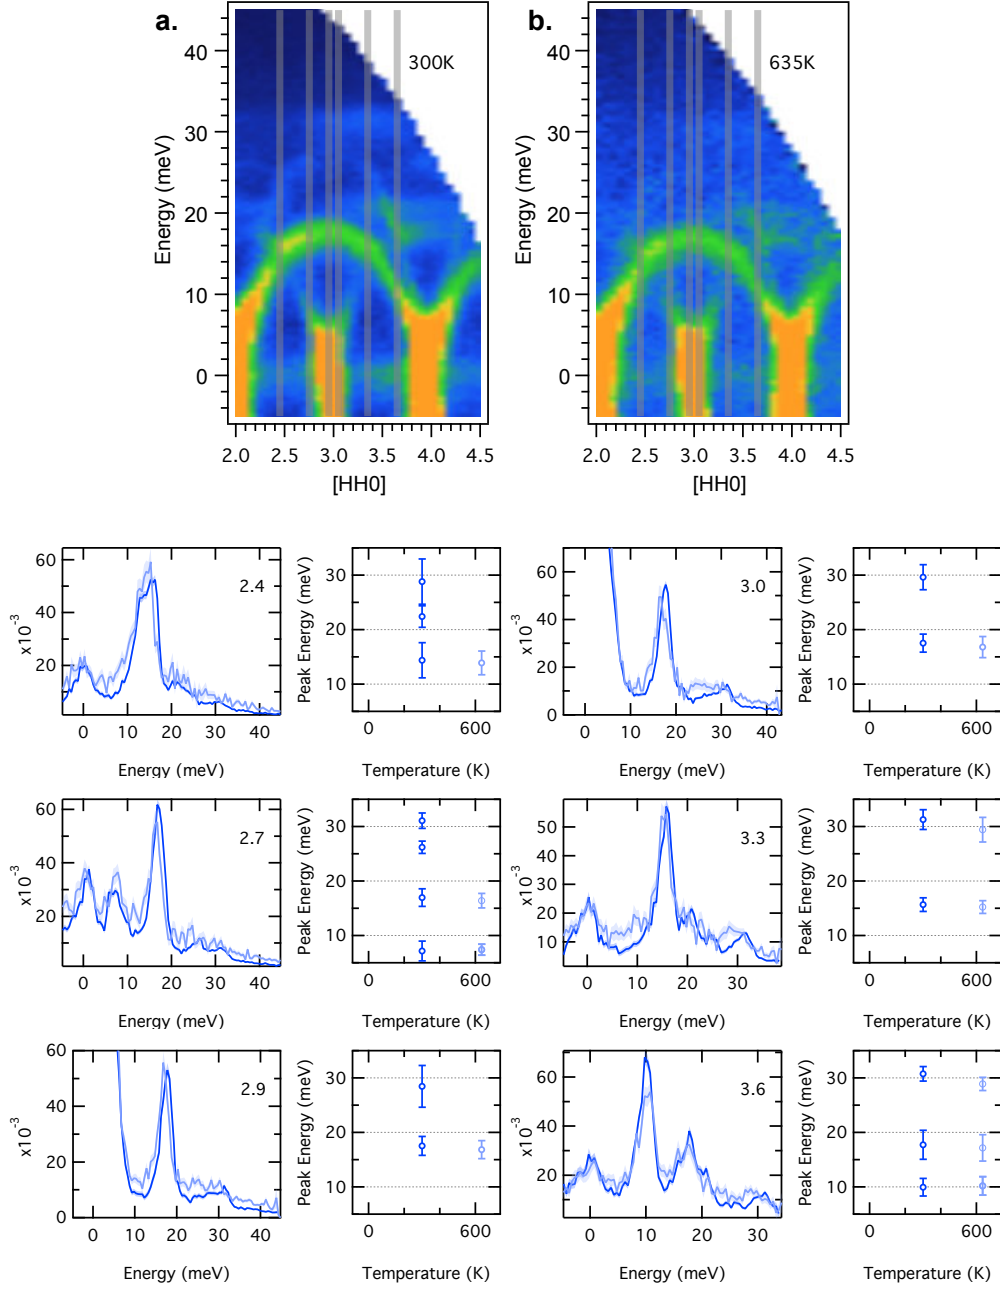 a.
b.
300K
635K
Energy (meV)
40
30
20
10
0
Energy (meV)
40
30
20
10
0
2.0 2.5 3.0 3.5 4.0 4.5
[HH0]
2.0 2.5 3.0 3.5 4.0 4.5
[HH0]
x10⁻³
60
40
20
2.4
0 10 20 30 40
Energy (meV)
Peak Energy (meV)
30
20
10
0 600
Temperature (K)
x10⁻³
60
40
20
0
3.0
0 10 20 30 40
Energy (meV)
Peak Energy (meV)
30
20
10
0 600
Temperature (K)
x10⁻³
60
40
20
2.7
0 10 20 30 40
Energy (meV)
Peak Energy (meV)
30
20
10
0 600
Temperature (K)
x10⁻³
50
40
30
20
10
3.3
0 10 20 30
Energy (meV)
Peak Energy (meV)
30
20
10
0 600
Temperature (K)
x10⁻³
60
40
20
0
2.9
0 10 20 30 40
Energy (meV)
Peak Energy (meV)
30
20
10
0 600
Temperature (K)
x10⁻³
60
40
20
3.6
0 10 20 30
Energy (meV)
Peak Energy (meV)
30
20
10
0 600
Temperature (K)